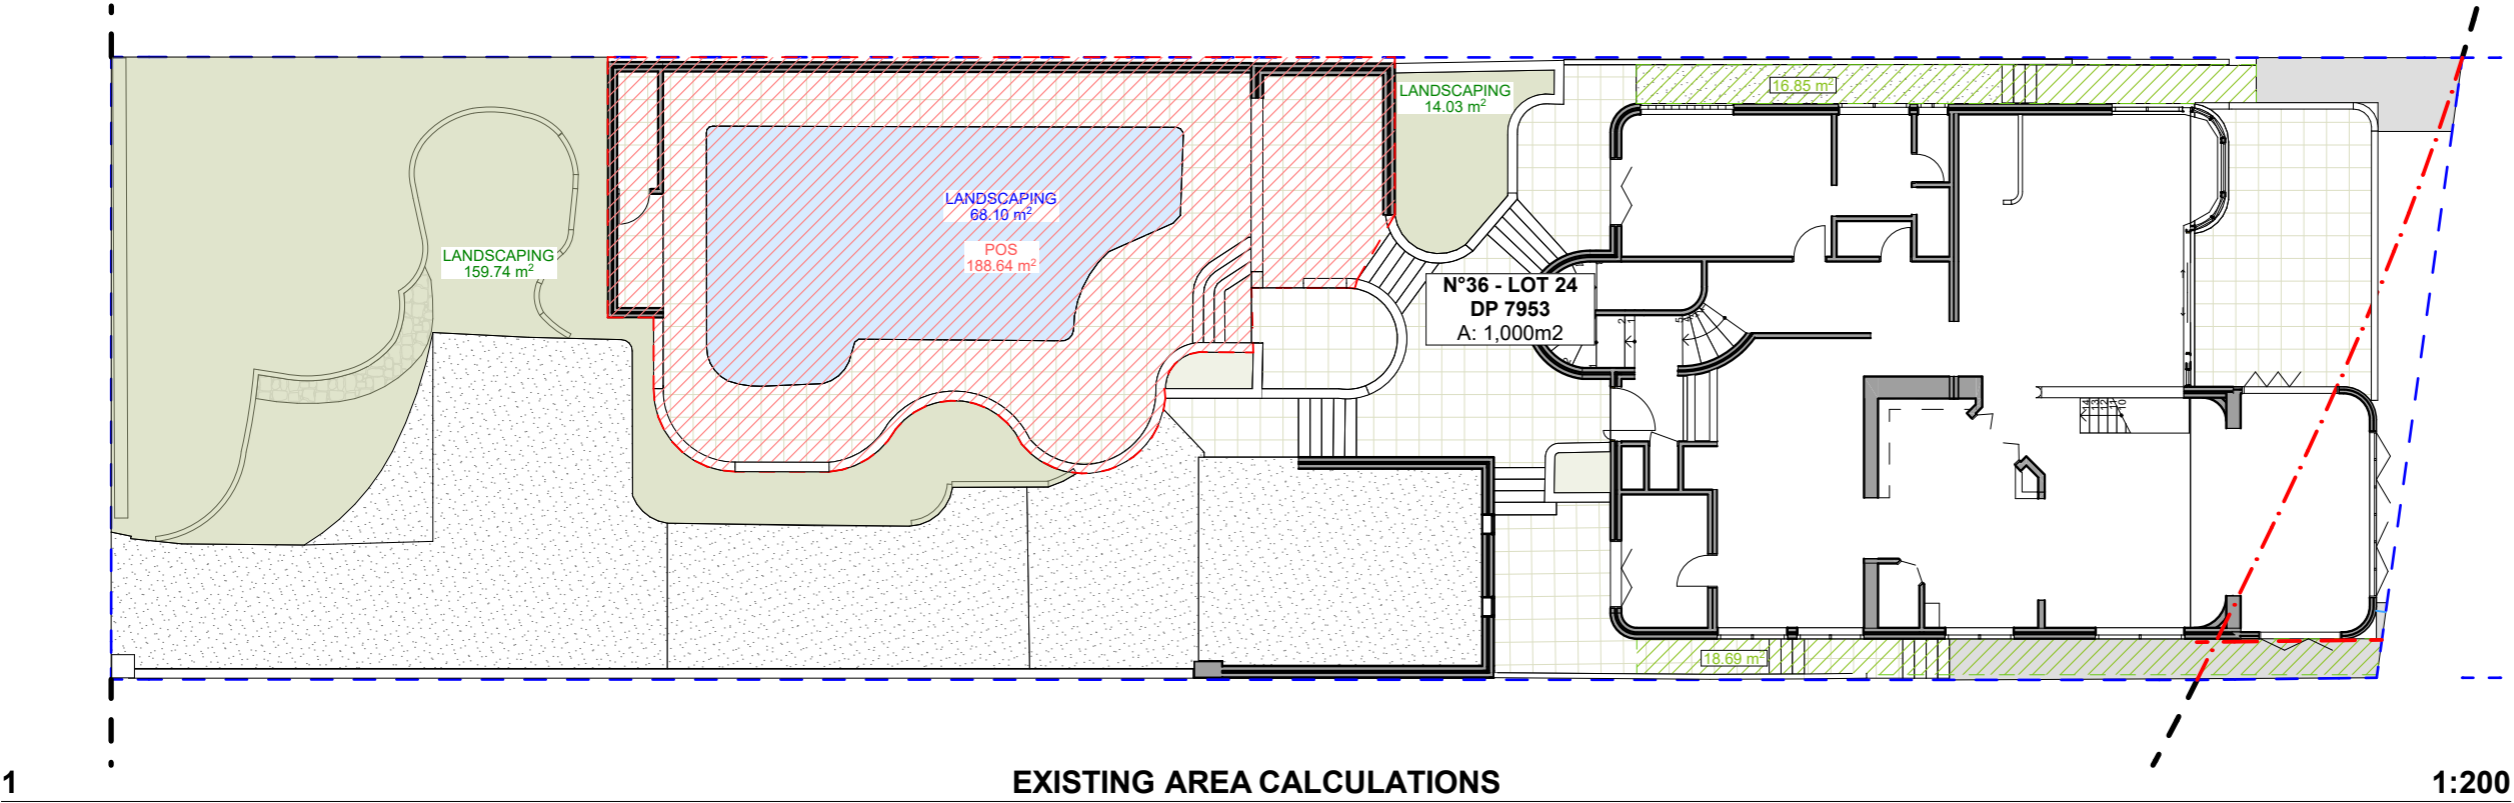 LANDSCAPING
14.03 m²
16.85 m²
LANDSCAPING
68.10 m²
POS
188.64 m²
LANDSCAPING
159.74 m²
N°36 - LOT 24
DP 7953
A: 1,000m2
18.69 m²
1
EXISTING AREA CALCULATIONS
1:200